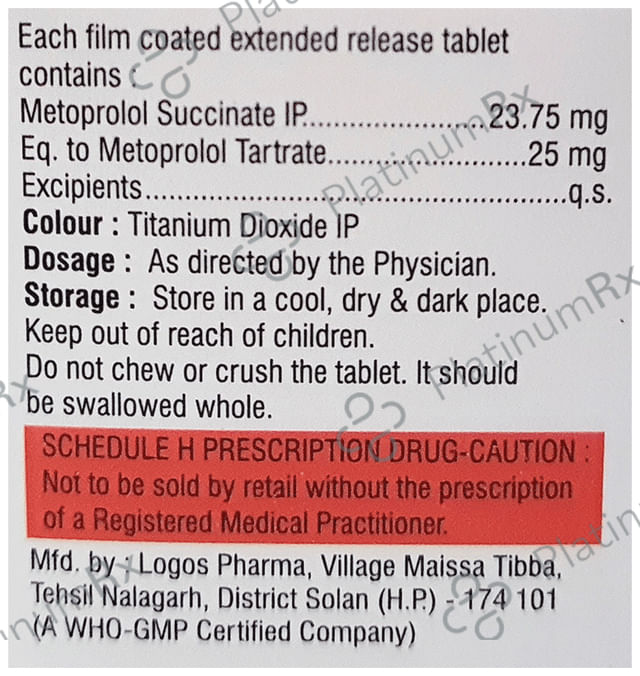 Each film coated extended release tablet
contains :
Metoprolol Succinate IP.....................23.75 mg
Eq. to Metoprolol Tartrate.......................25 mg
Excipients.................................................q.s.
Colour : Titanium Dioxide IP
Dosage : As directed by the Physician.
Storage : Store in a cool, dry & dark place.
Keep out of reach of children.
Do not chew or crush the tablet. It should
be swallowed whole.
SCHEDULE H PRESCRIPTION DRUG-CAUTION :
Not to be sold by retail without the prescription
of a Registered Medical Practitioner.
Mfd. by : Logos Pharma, Village Maissa Tibba,
Tehsil Nalagarh, District Solan (H.P.) - 174 101
(A WHO-GMP Certified Company)
PlatinumRx
PlatinumRx